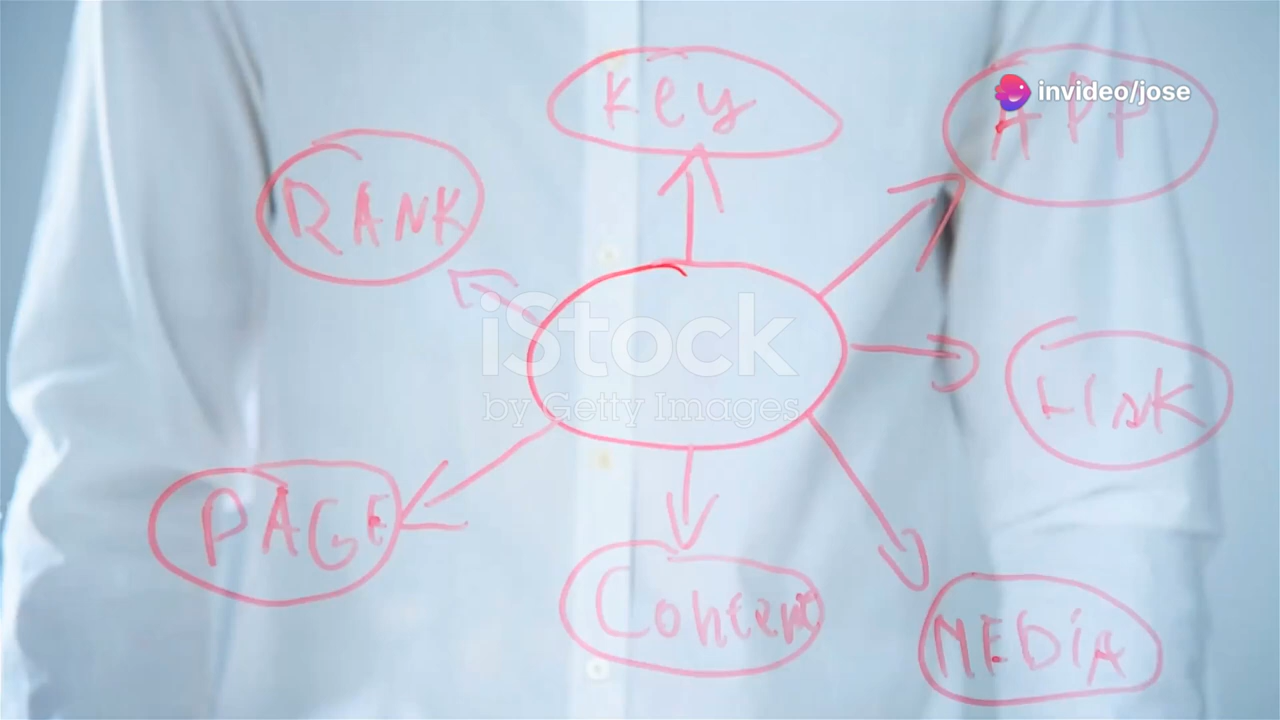 Key
APP
invideo/jose
RANK
iStock
by Getty Images
LINK
PAGE
Content
MEDIA